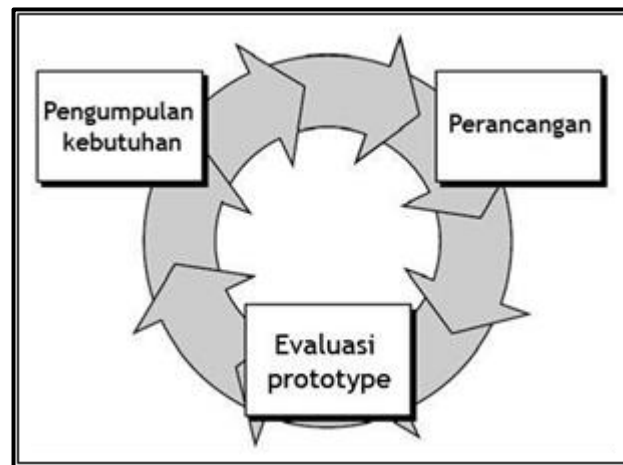 Pengumpulan
kebutuhan
Perancangan
Evaluasi
prototype